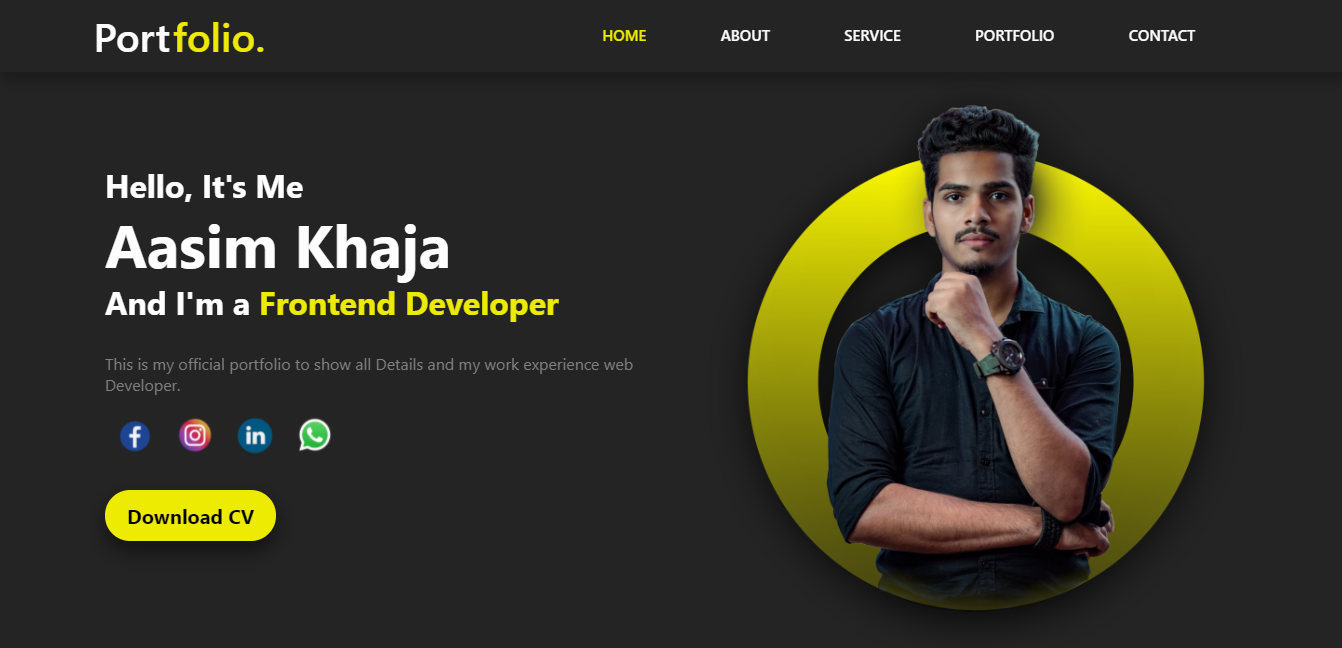 Portfolio.
HOME ABOUT SERVICE PORTFOLIO CONTACT
Hello, It's Me
Aasim Khaja
And I'm a Frontend Developer
This is my official portfolio to show all Details and my work experience web
Developer.
Download CV